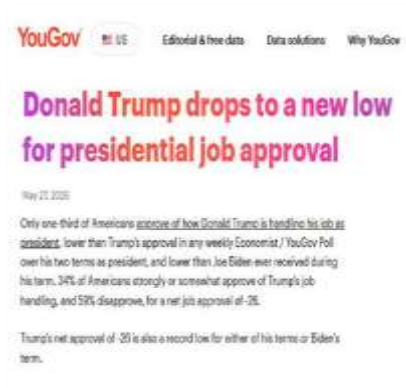 YouGov US Editorial & free data Data solutions Why YouGov
Donald Trump drops to a new low
for presidential job approval
May 27, 2026
Only one-third of Americans approve of how Donald Trump is handling his job as
president, lower than Trump's approval in any weekly Economist / YouGov Poll
over his two terms as president, and lower than Joe Biden ever received during
his term. 34% of Americans strongly or somewhat approve of Trump's job
handling, and 59% disapprove, for a net job approval of -26.
Trump's net approval of -26 is also a record low for either of his terms or Biden's
term.